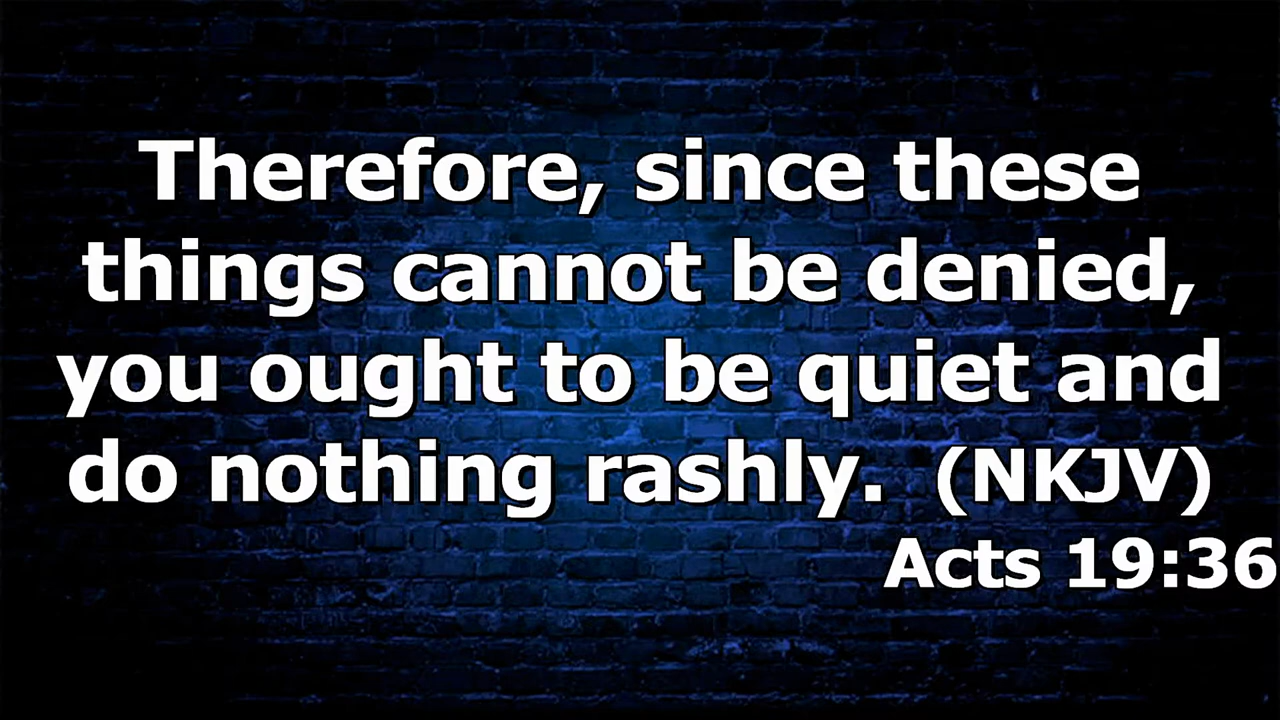 Therefore, since these
things cannot be denied,
you ought to be quiet and
do nothing rashly. (NKJV)
Acts 19:36